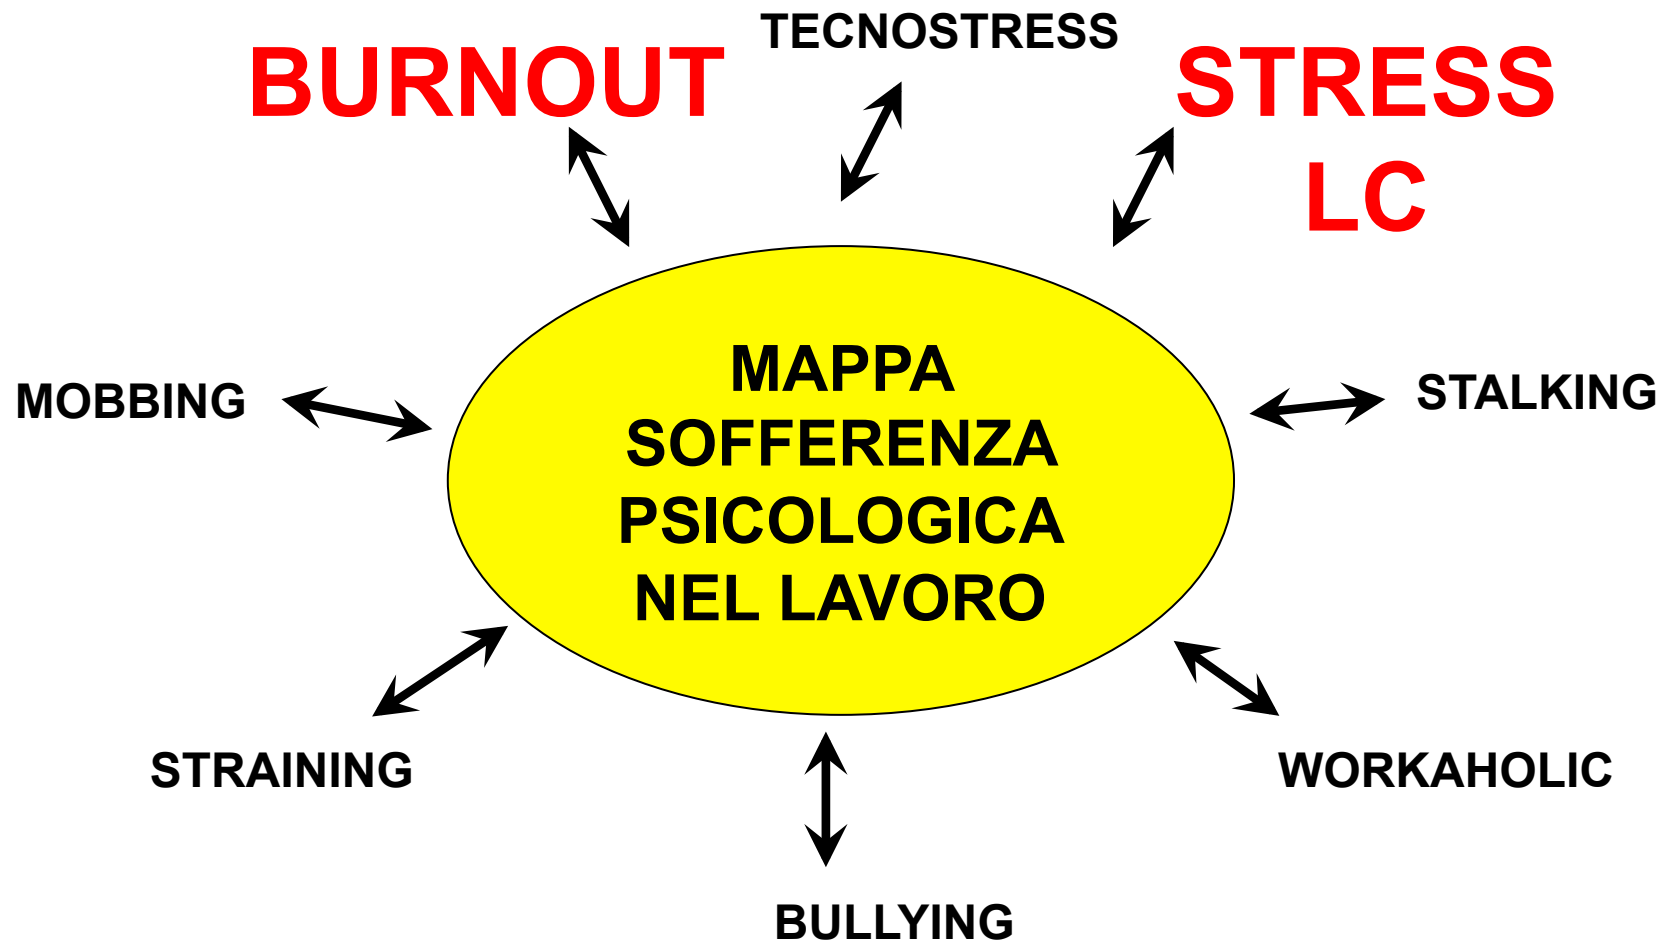 TECNOSTRESS
BURNOUT
STRESS
LC
MAPPA
SOFFERENZA
PSICOLOGICA
NEL LAVORO
MOBBING
STALKING
STRAINING
WORKAHOLIC
BULLYING